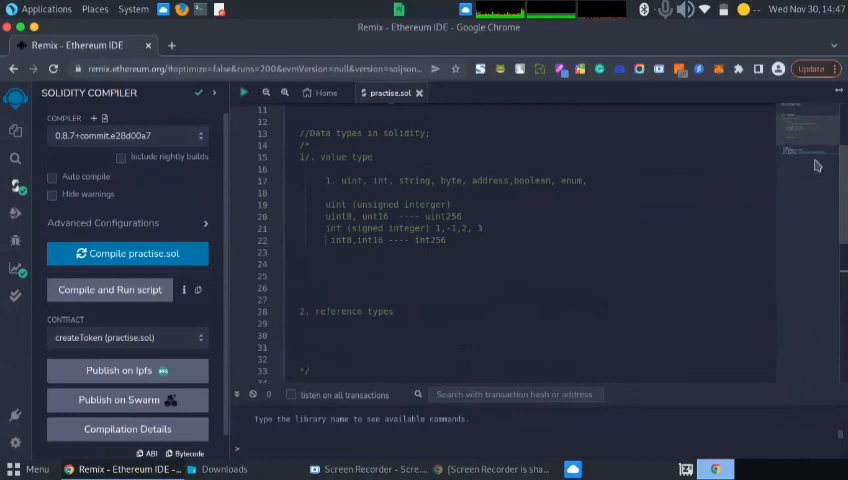 Applications Places System Wed Nov 30, 14:47
Remix - Ethereum IDE - Google Chrome
Remix - Ethereum IDE
remix.ethereum.org/#optimize=false&runs=200&evmVersion=null&version=soljson... Update
SOLIDITY COMPILER
Home practise.sol
COMPILER
0.8.7+commit.e28d00a7
Include nightly builds
Auto compile
Hide warnings
Advanced Configurations
Compile practise.sol
Compile and Run script
CONTRACT
createToken (practise.sol)
Publish on Ipfs
Publish on Swarm
Compilation Details
ABI Bytecode
11
12
13 //Data types in solidity;
14 /*
15 1/. value type
16
17 1. uint, int, string, byte, address,boolean, enum,
18
19 uint (unsigned interger)
20 uint8, unt16 ---- uint256
21 int (signed integer) 1,-1,2, 3
22 int8,int16 ---- int256
23
24
25
26
27
28 2. reference types
29
30
31
32
33 */
0 listen on all transactions Search with transaction hash or address
Type the library name to see available commands.
>
Menu Remix - Ethereum IDE -... Downloads Screen Recorder - Scre... [Screen Recorder is sha...